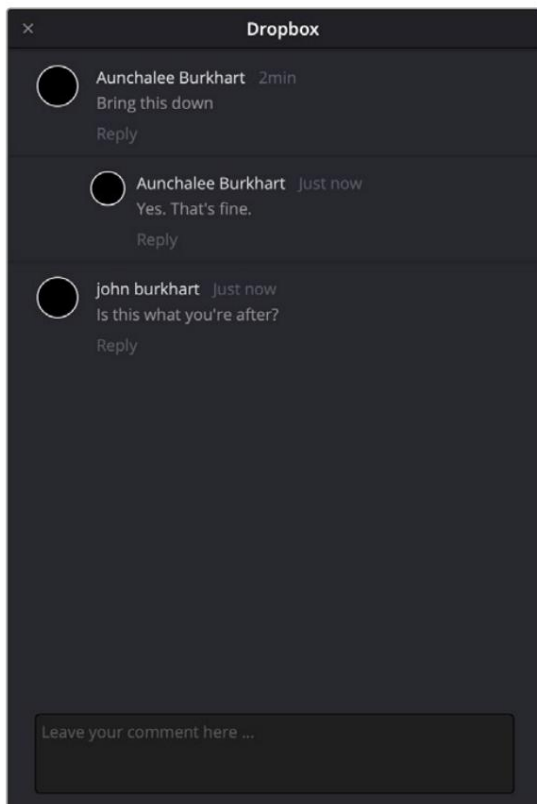 × Dropbox
Aunchalee Burkhart 2min
Bring this down
Reply
Aunchalee Burkhart Just now
Yes. That's fine.
Reply
john burkhart Just now
Is this what you're after?
Reply
Leave your comment here ...